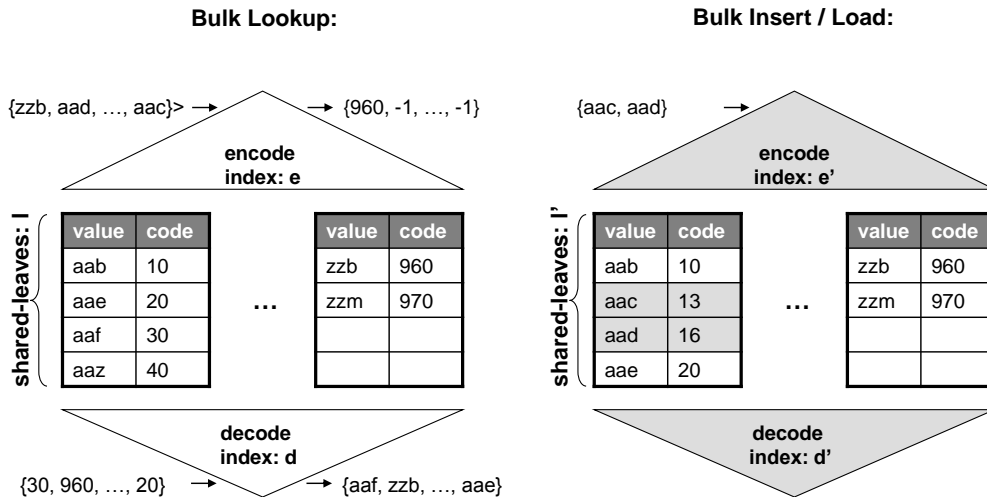 Bulk Lookup:
{zzb, aad, …, aac}>
{960, -1, …, -1}
encode
index: e
shared-leaves: l
value code
aab 10
aae 20
aaf 30
aaz 40
…
zzb 960
zzm 970
decode
index: d
{30, 960, …, 20}
{aaf, zzb, …, aae}
Bulk Insert / Load:
{aac, aad}
encode
index: e’
shared-leaves: l’
value code
aab 10
aac 13
aad 16
aae 20
…
value code
zzb 960
zzm 970
decode
index: d’